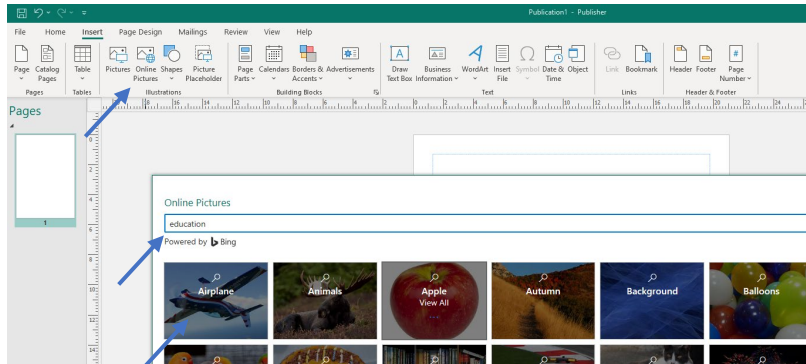 Publication1 - Publisher
File Home Insert Page Design Mailings Review View Help
Page Catalog Pages Table Pictures Online Pictures Shapes Picture Placeholder Page Parts Calendars Borders & Accents Advertisements Draw Text Box Business Information WordArt Insert File Symbol Date & Time Object Link Bookmark Header Footer Page Number
Pages Tables Illustrations Building Blocks Text Links Header & Footer
Pages
1
Online Pictures
education
Powered by Bing
Airplane Animals Apple Autumn Background Balloons
View All